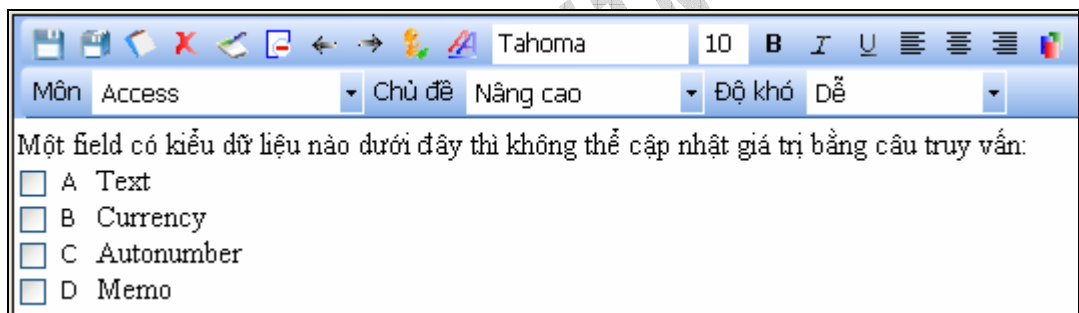 Tahoma 10 B I U
Môn Access Chủ đề Nâng cao Độ khó Dễ
Một field có kiểu dữ liệu nào dưới đây thì không thể cập nhật giá trị bằng câu truy vấn:
A Text
B Currency
C Autonumber
D Memo